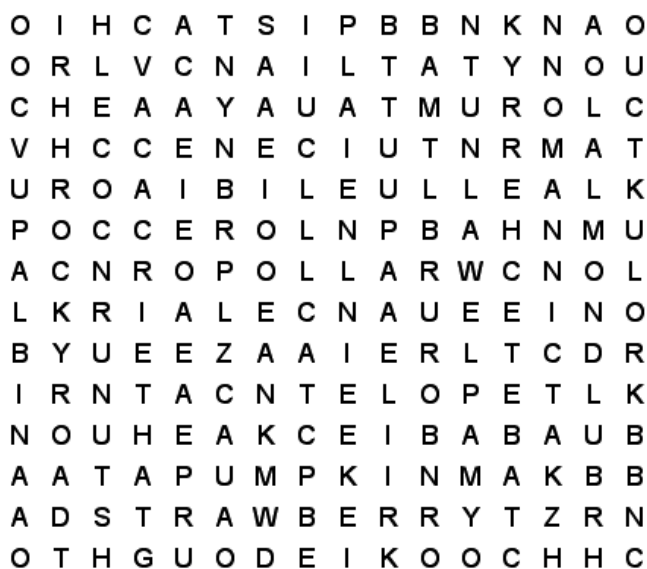 O I H C A T S I P B B N K N A O
O R L V C N A I L T A T Y N O U
C H E A A Y A U A T M U R O L C
V H C C E N E C I U T N R M A T
U R O A I B I L E U L L E A L K
P O C C E R O L N P B A H N M U
A C N R O P O L L A R W C N O L
L K R I A L E C N A U E E I N O
B Y U E E Z A A I E R L T C D R
I R N T A C N T E L O P E T L K
N O U H E A K C E I B A B A U B
A A T A P U M P K I N M A K B B
A D S T R A W B E R R Y T Z R N
O T H G U O D E I K O O C H H C